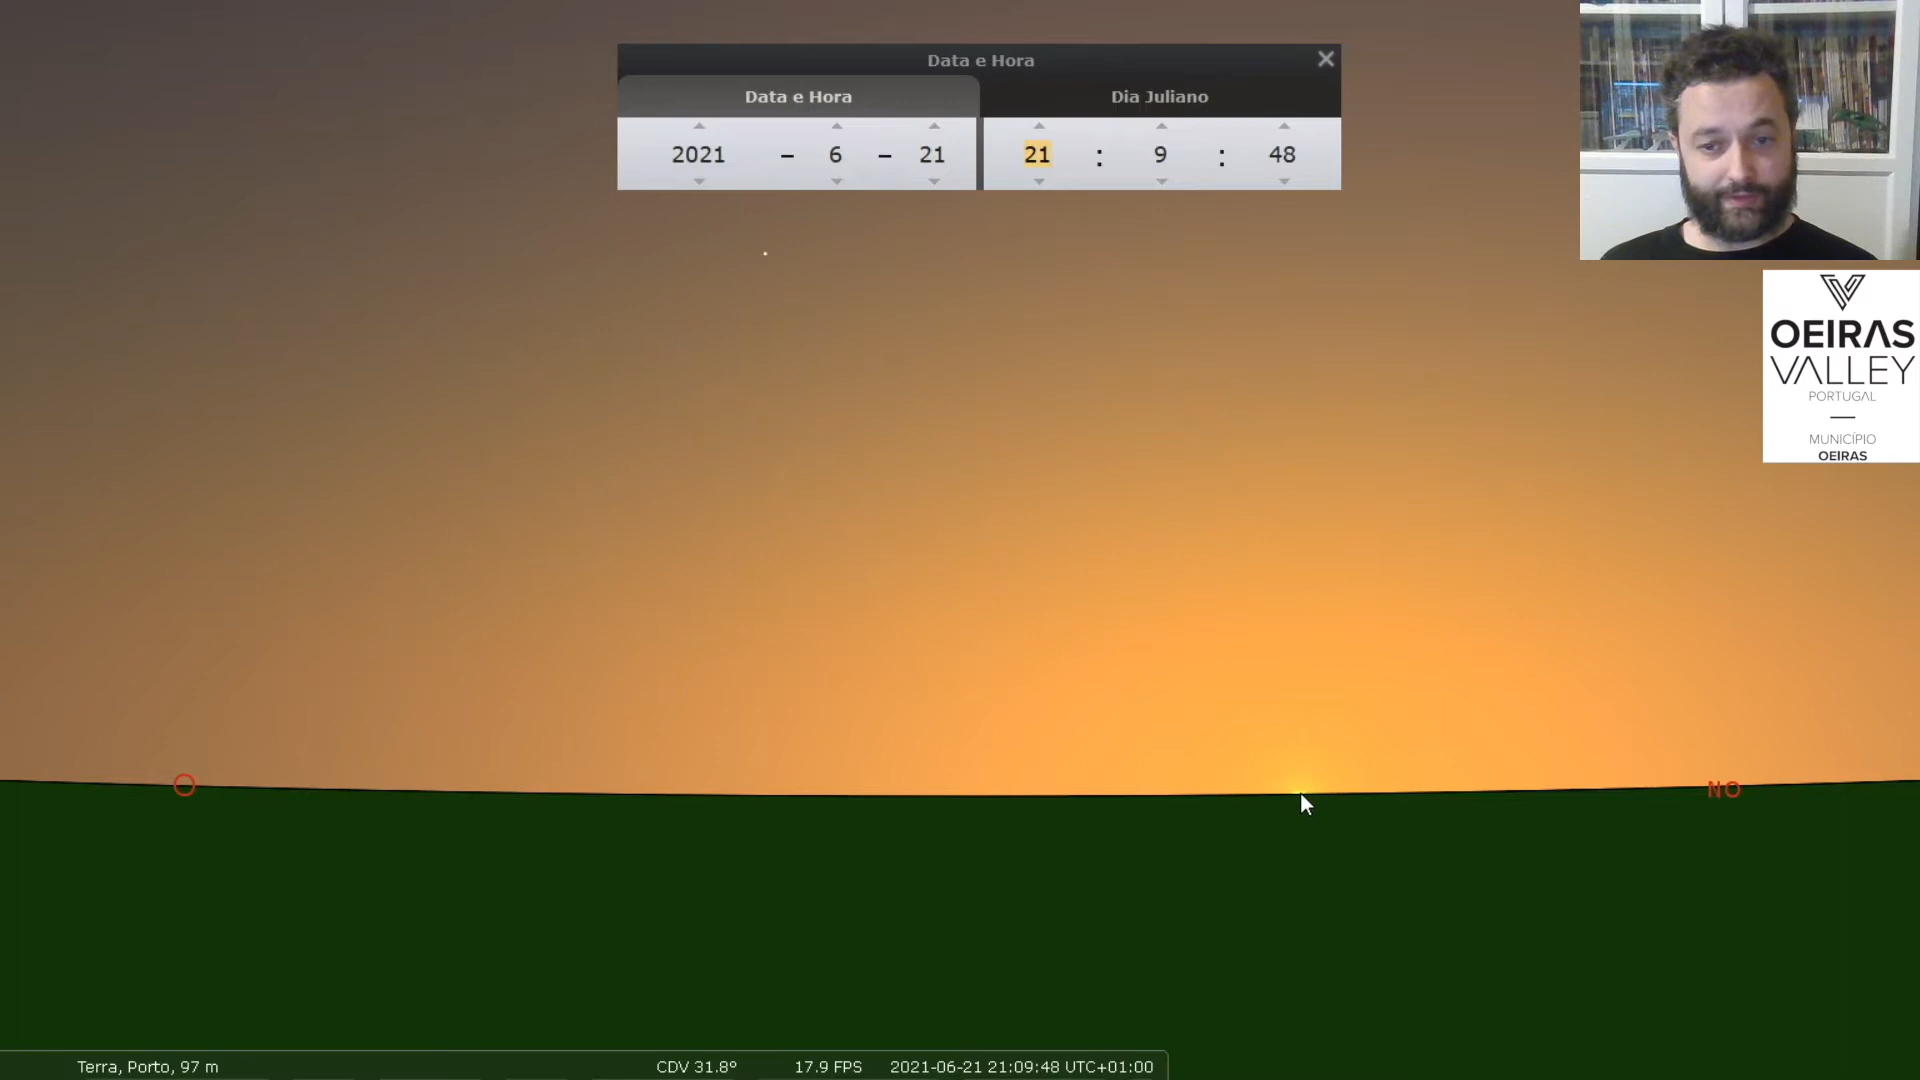 Data e Hora
Data e Hora
Dia Juliano
2021 – 6 – 21
21 : 9 : 48
OEIRAS
VALLEY
PORTUGAL
MUNICÍPIO
OEIRAS
O
NO
Terra, Porto, 97 m
CDV 31.8°
17.9 FPS
2021-06-21 21:09:48 UTC+01:00